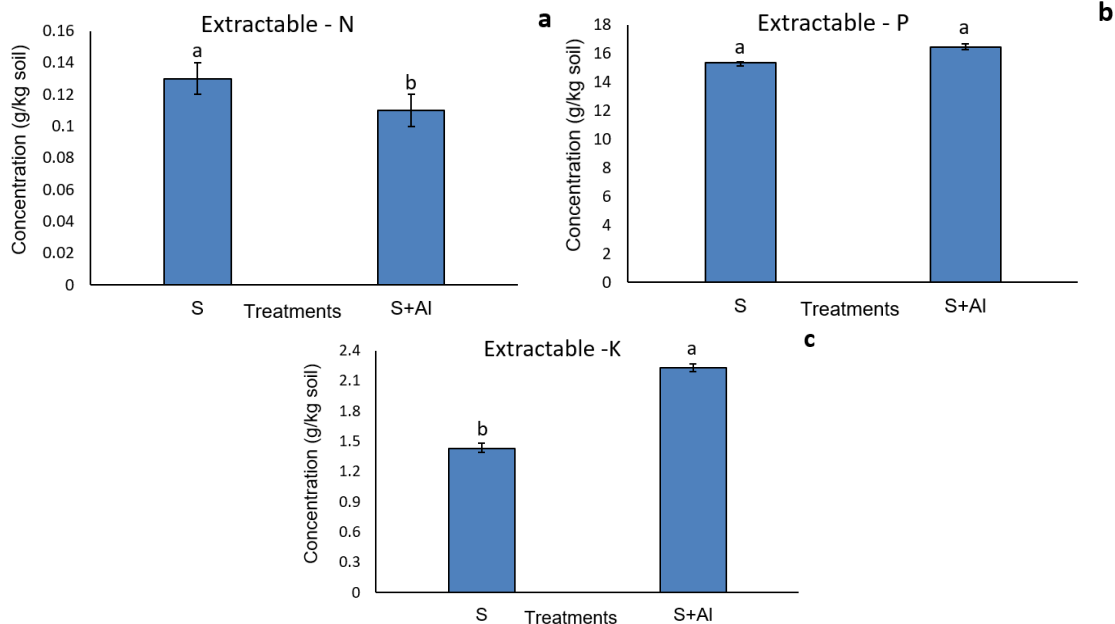 Extractable - N
a
Concentration (g/kg soil)
0.16
0.14
0.12
0.1
0.08
0.06
0.04
0.02
0
a
b
S
Treatments
S+Al
Extractable - P
b
Concentration (g/kg soil)
18
16
14
12
10
8
6
4
2
0
a
a
S
Treatments
S+Al
Extractable -K
c
Concentration (g/kg soil)
2.4
2.1
1.8
1.5
1.2
0.9
0.6
0.3
0
b
a
S
Treatments
S+Al